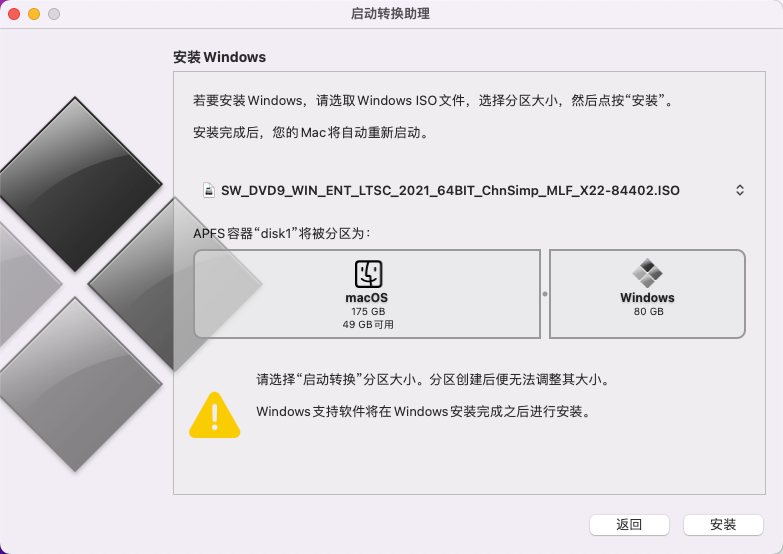 启动转换助理
安装 Windows
若要安装 Windows，请选取 Windows ISO 文件，选择分区大小，然后点按“安装”。
安装完成后，您的 Mac 将自动重新启动。
SW_DVD9_WIN_ENT_LTSC_2021_64BIT_ChnSimp_MLF_X22-84402.ISO
APFS 容器“disk1”将被分区为：
macOS
175 GB
49 GB 可用
Windows
80 GB
请选择“启动转换”分区大小。分区创建后便无法调整其大小。
Windows 支持软件将在 Windows 安装完成之后进行安装。
返回
安装